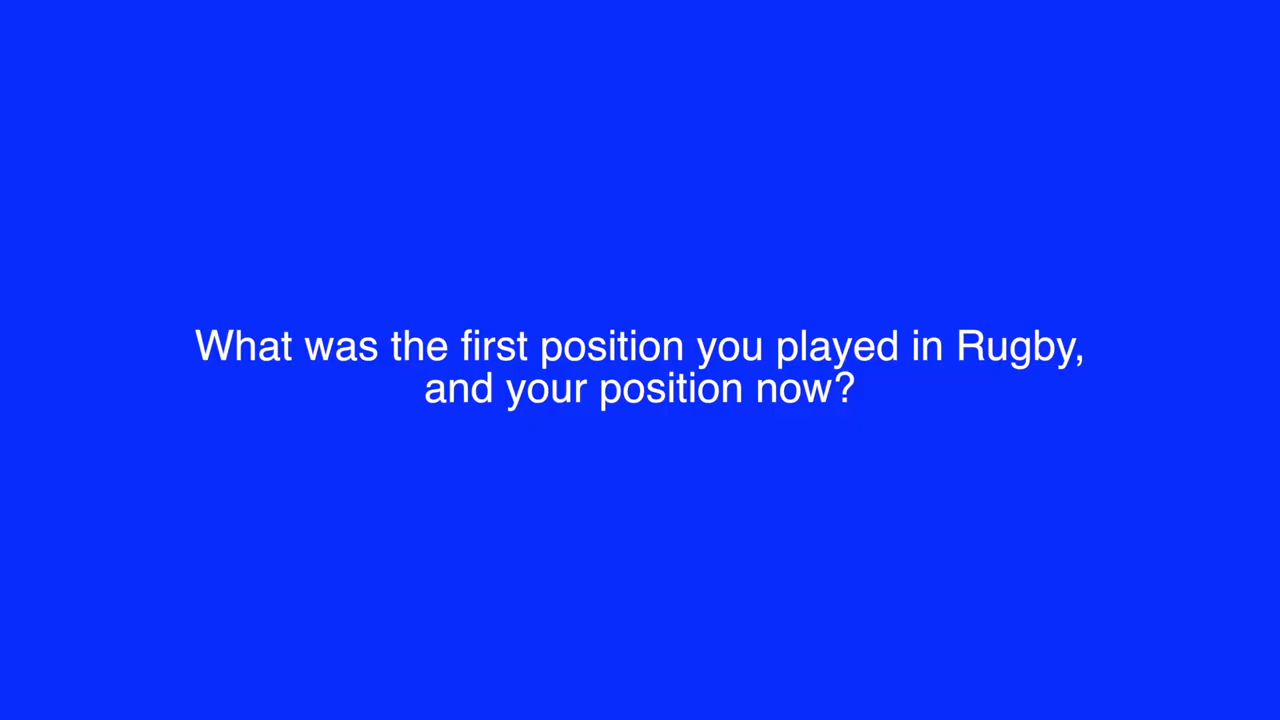 What was the first position you played in Rugby,
and your position now?